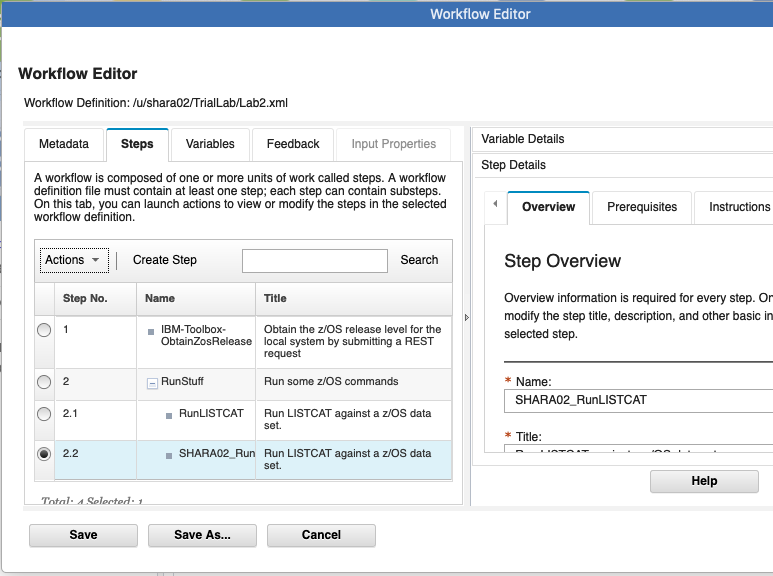 Workflow Editor
Workflow Editor
Workflow Definition: /u/shara02/TrialLab/Lab2.xml
Metadata
Steps
Variables
Feedback
Input Properties
A workflow is composed of one or more units of work called steps. A workflow
definition file must contain at least one step; each step can contain substeps.
On this tab, you can launch actions to view or modify the steps in the selected
workflow definition.
Actions
Create Step
Search
Step No.
Name
Title
1
IBM-Toolbox-
ObtainZosRelease
Obtain the z/OS release level for the
local system by submitting a REST
request
2
RunStuff
Run some z/OS commands
2.1
RunLISTCAT
Run LISTCAT against a z/OS data
set.
2.2
SHARA02_Run
Run LISTCAT against a z/OS data
set.
Total: 4 Selected: 1
Save
Save As...
Cancel
Variable Details
Step Details
Overview
Prerequisites
Instructions
Step Overview
Overview information is required for every step. On
modify the step title, description, and other basic in
selected step.
* Name:
SHARA02_RunLISTCAT
* Title:
Help